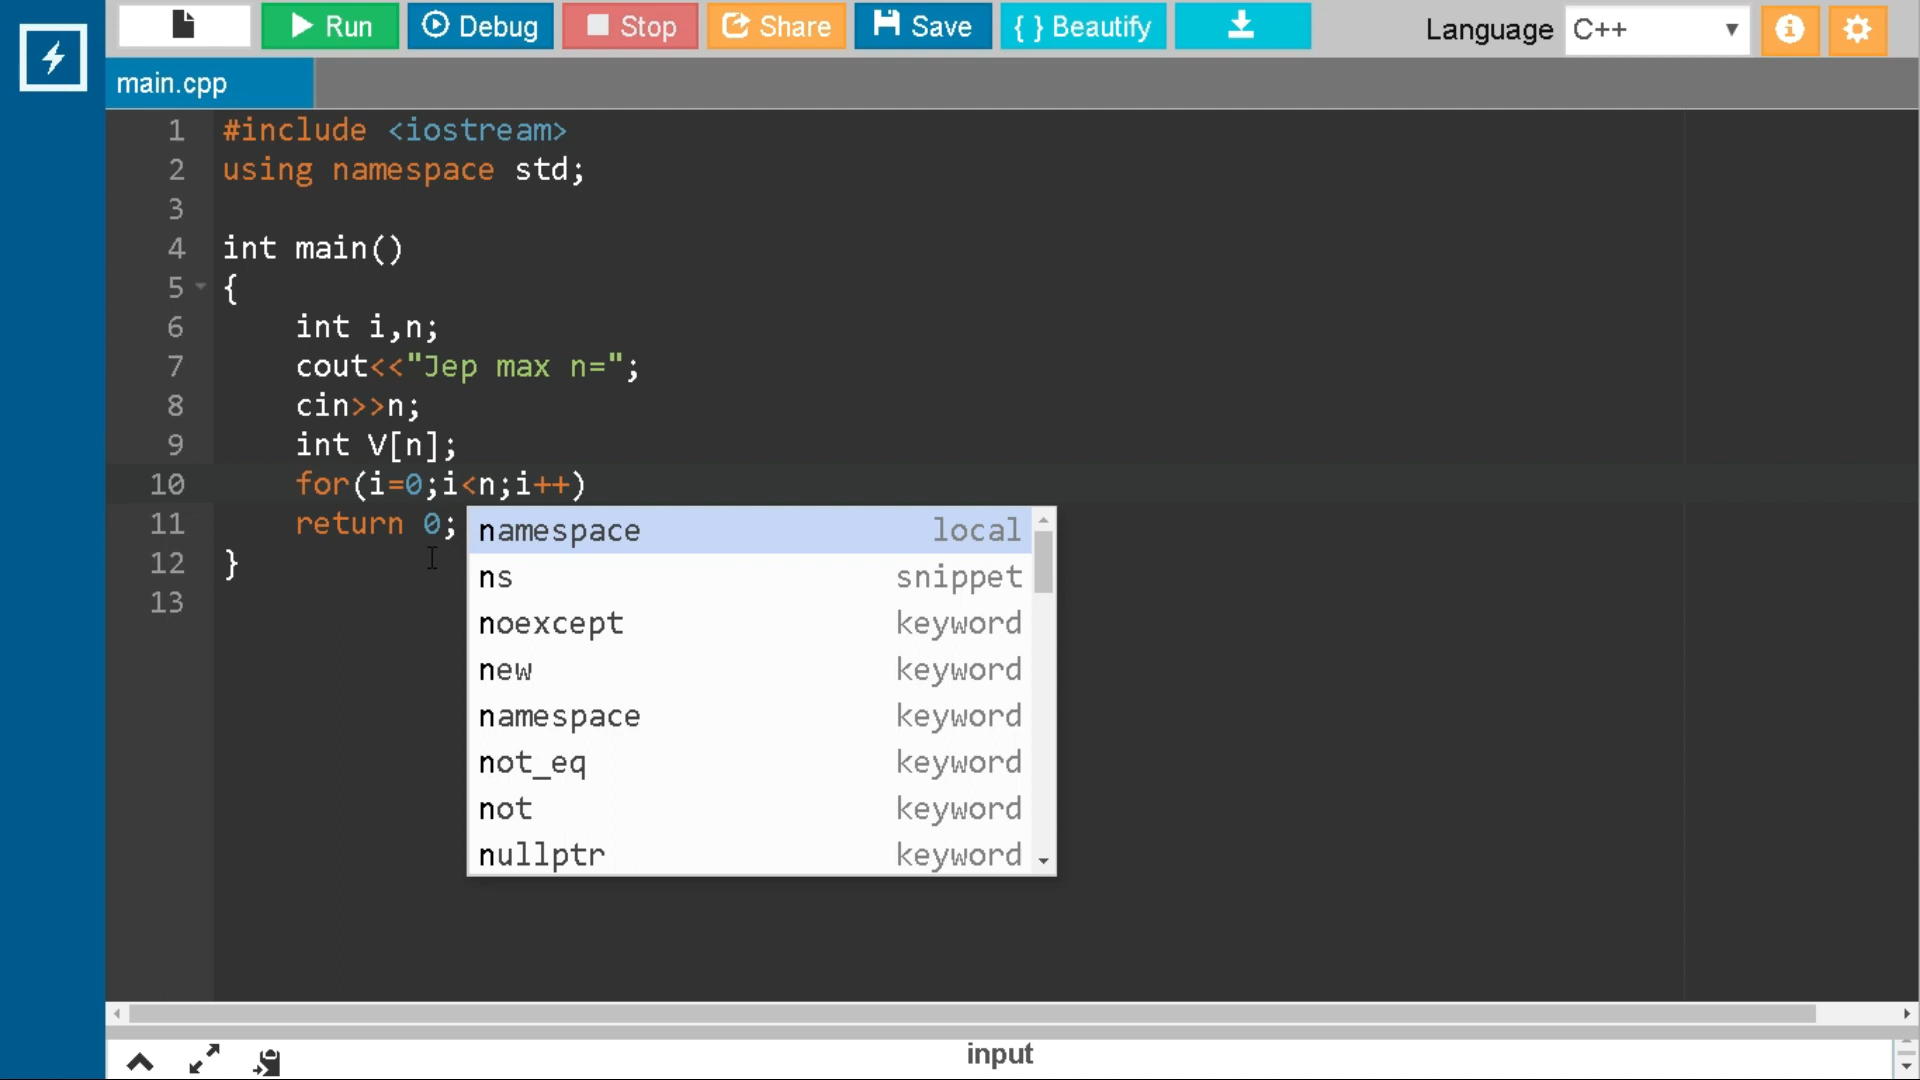 Run Debug Stop Share Save { } Beautify Language C++
main.cpp
1 #include <iostream>
2 using namespace std;
3
4 int main()
5 {
6 int i,n;
7 cout<<"Jep max n=";
8 cin>>n;
9 int V[n];
10 for(i=0;i<n;i++)
11 return 0;
12 }
13
namespace local
ns snippet
noexcept keyword
new keyword
namespace keyword
not_eq keyword
not keyword
nullptr keyword
input